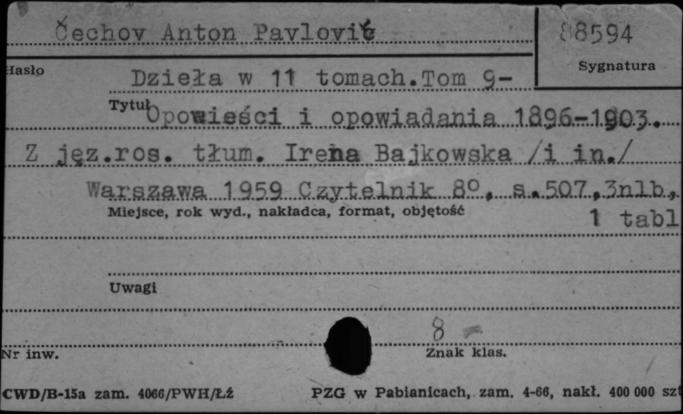 Čechov Anton Pavlovič
88594
Hasło
Sygnatura
Dzieła w 11 tomach.Tom 9-
Tytuł
Opowieści i opowiadania 1896-1903.
Z jęz.ros. tłum. Irena Bajkowska /i in./
Warszawa 1959 Czytelnik 8°, s.507,3nlb,
Miejsce, rok wyd., nakładca, format, objętość
1 tabl
Uwagi
8 -
Nr inw.
Znak klas.
CWD/B-15a zam. 4066/PWH/Łź
PZG w Pabianicach, zam. 4-66, nakł. 400 000 szt